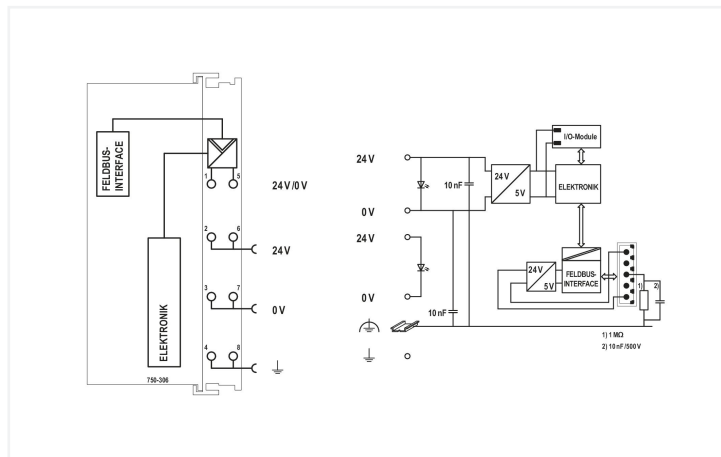 FELDBUS-
INTERFACE
ELEKTRONIK
750-306
1 5
24 V / 0 V
2 6
24 V
3 7
0 V
4 8
24 V
0 V
24 V
0 V
10 nF
10 nF
24 V
5 V
I/O-Module
ELEKTRONIK
24 V
5 V
FELDBUS-
INTERFACE
1)
2)
1) 1 MΩ
2) 10 nF/500 V